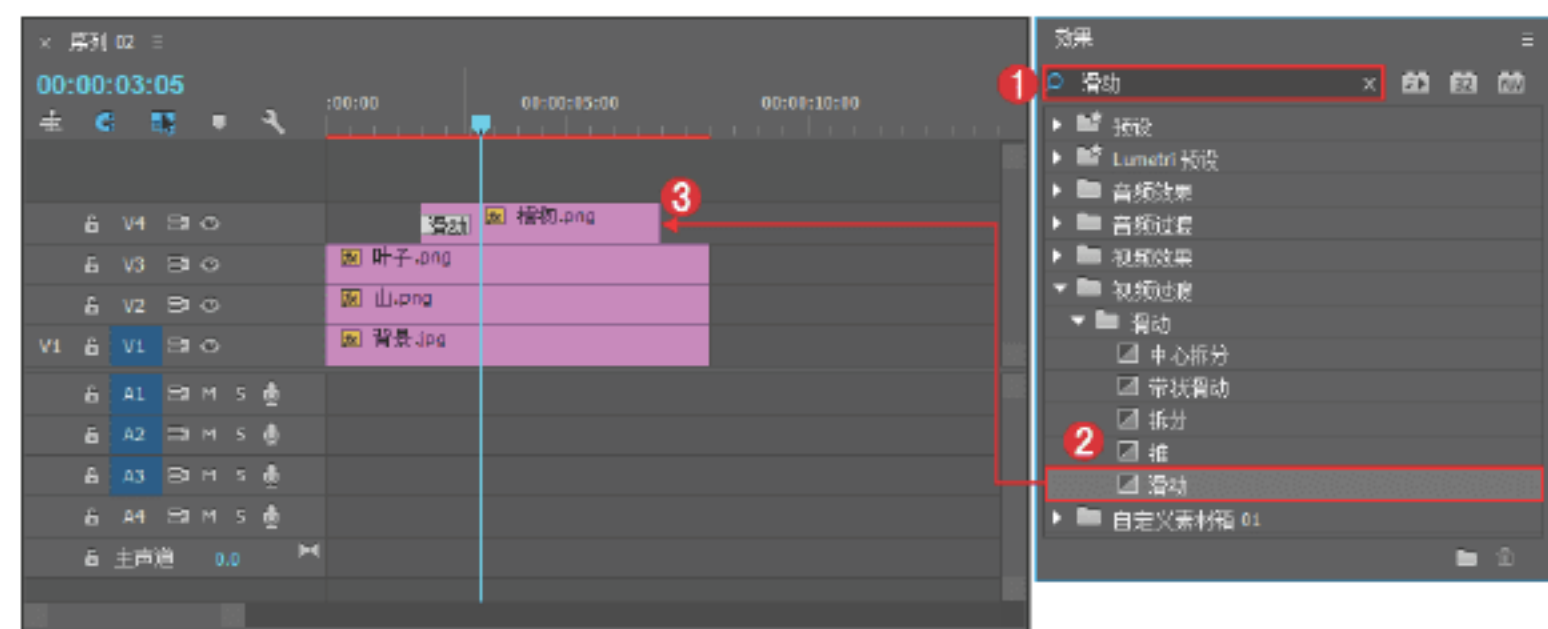 × 序列 02 ≡
00:00:03:05
:00:00 00:00:05:00 00:00:10:00
V4 滑动 fx 植物.png
V3 fx 叶子.png
V2 fx 山.png
V1 V1 fx 背景.jpg
A1 M S
A2 M S
A3 M S
A4 M S
主声道 0.0
3
效果 ≡
1 滑动 ×
预设
Lumetri 预设
音频效果
音频过渡
视频效果
视频过渡
滑动
中心拆分
带状滑动
拆分
2 推
滑动
自定义素材箱 01